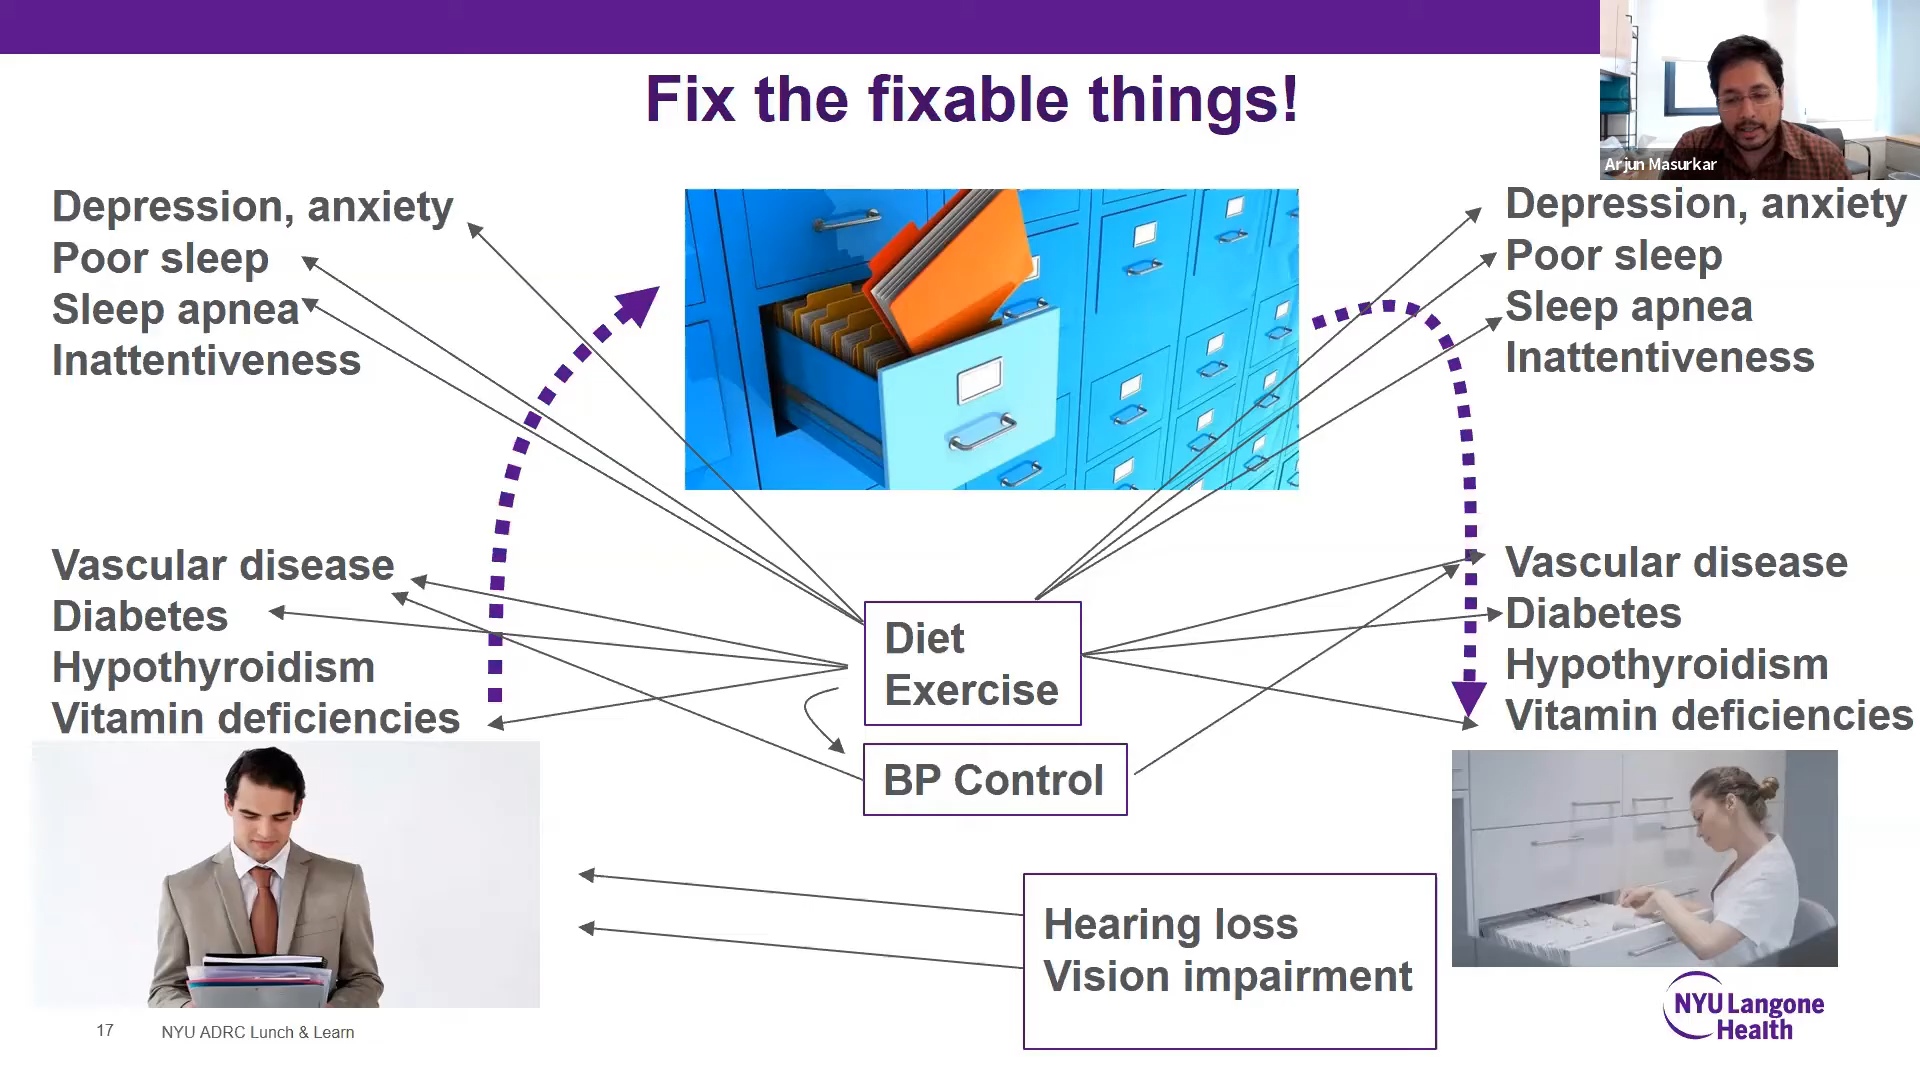 Fix the fixable things!
Arjun Masurkar
Depression, anxiety
Poor sleep
Sleep apnea
Inattentiveness
Vascular disease
Diabetes
Hypothyroidism
Vitamin deficiencies
Depression, anxiety
Poor sleep
Sleep apnea
Inattentiveness
Vascular disease
Diabetes
Hypothyroidism
Vitamin deficiencies
Diet
Exercise
BP Control
Hearing loss
Vision impairment
17
NYU ADRC Lunch & Learn
NYU Langone
Health